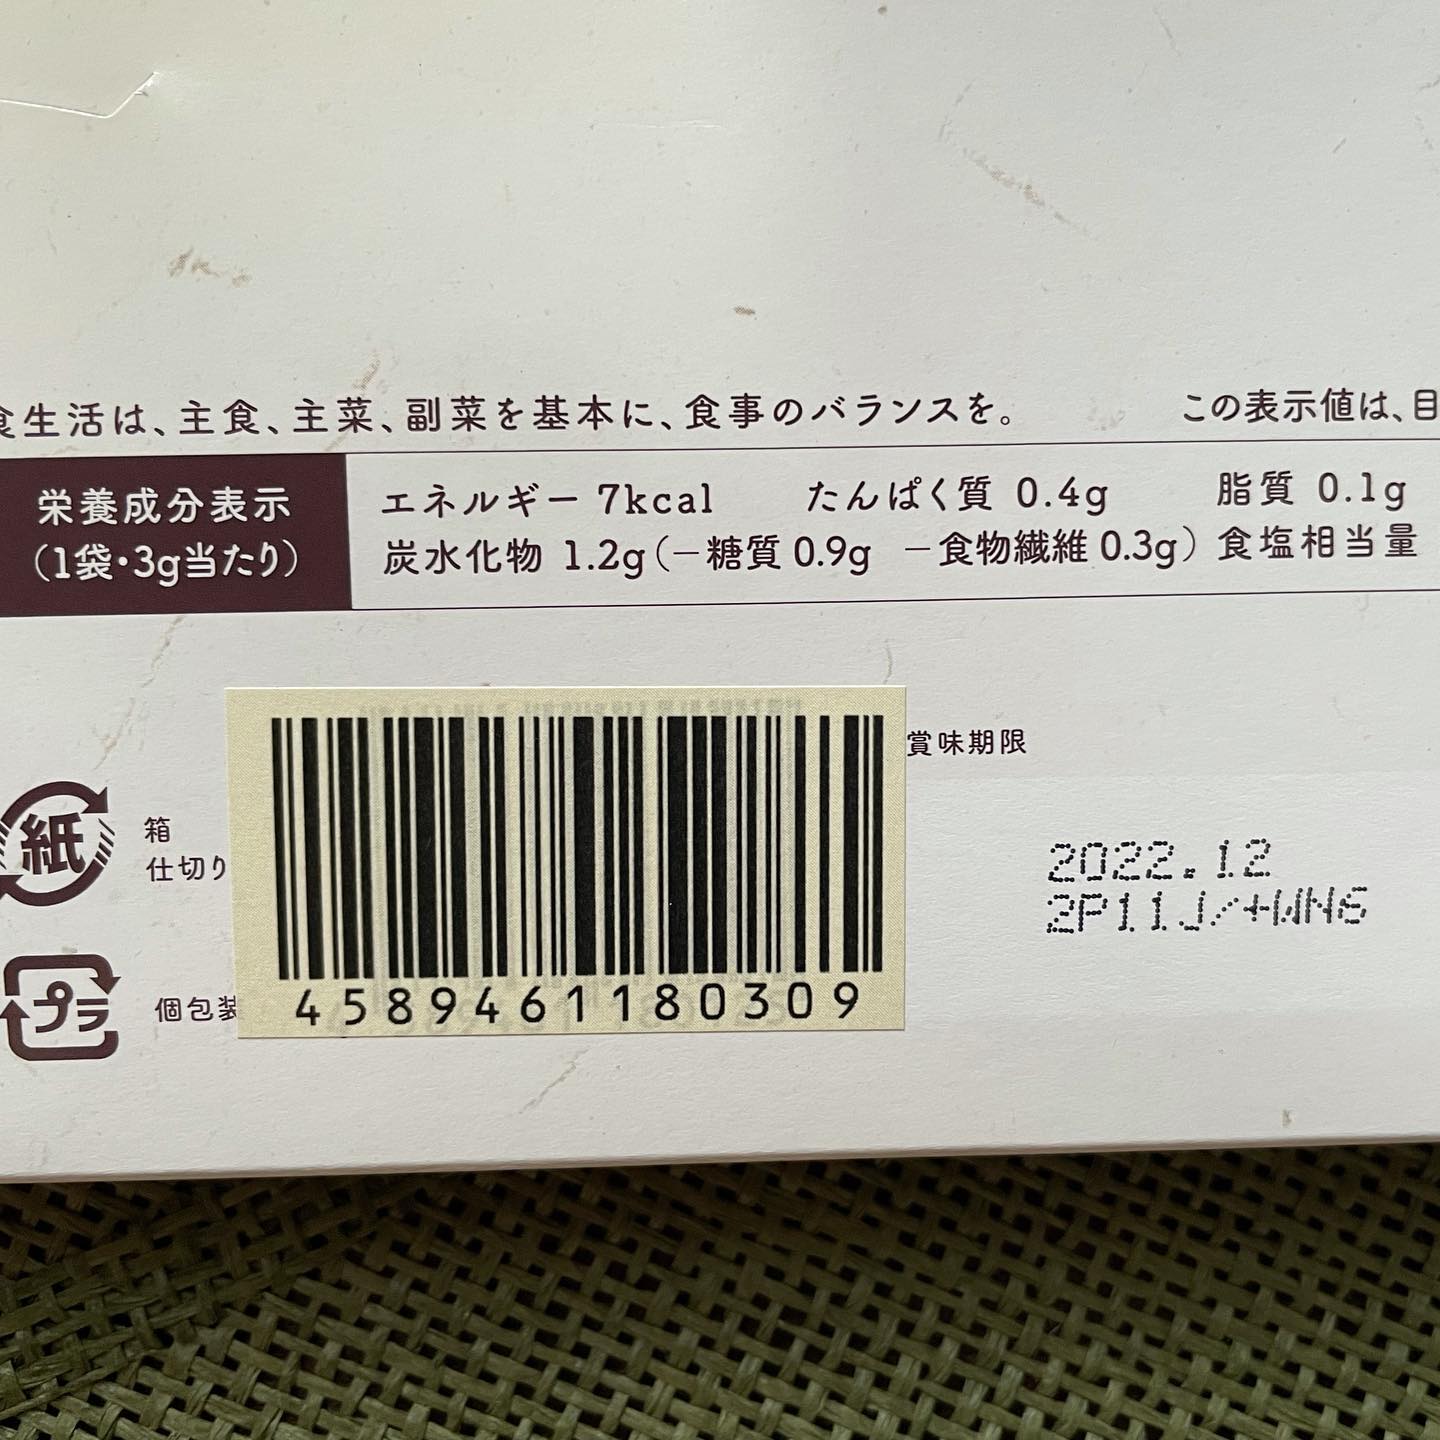 食生活は、主食、主菜、副菜を基本に、食事のバランスを。
この表示値は、目
栄養成分表示
（1袋・3g当たり）
エネルギー 7kcal　たんぱく質 0.4g　脂質 0.1g
炭水化物 1.2g（－糖質 0.9g　－食物繊維 0.3g）食塩相当量
賞味期限
紙
箱
仕切り
2022.12
2P11J/+WN6
プラ
個包装
4589461180309